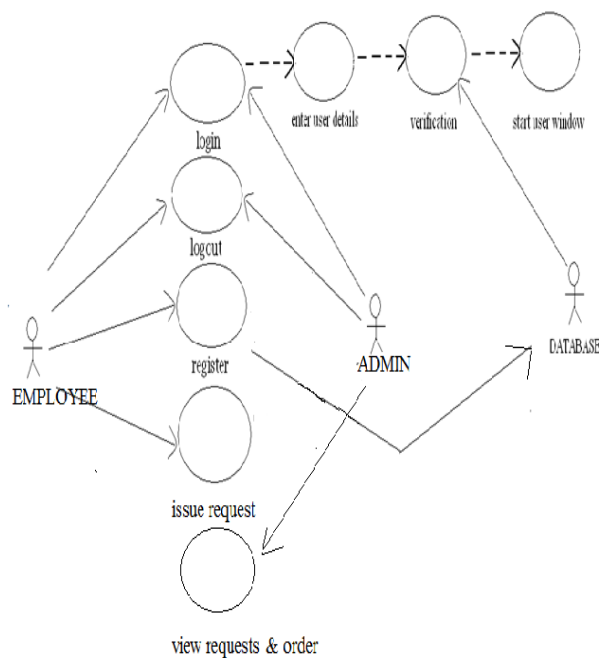 enter user details
verification
start user window
login
logout
DATABASE
register
ADMIN
EMPLOYEE
issue request
view requests & order